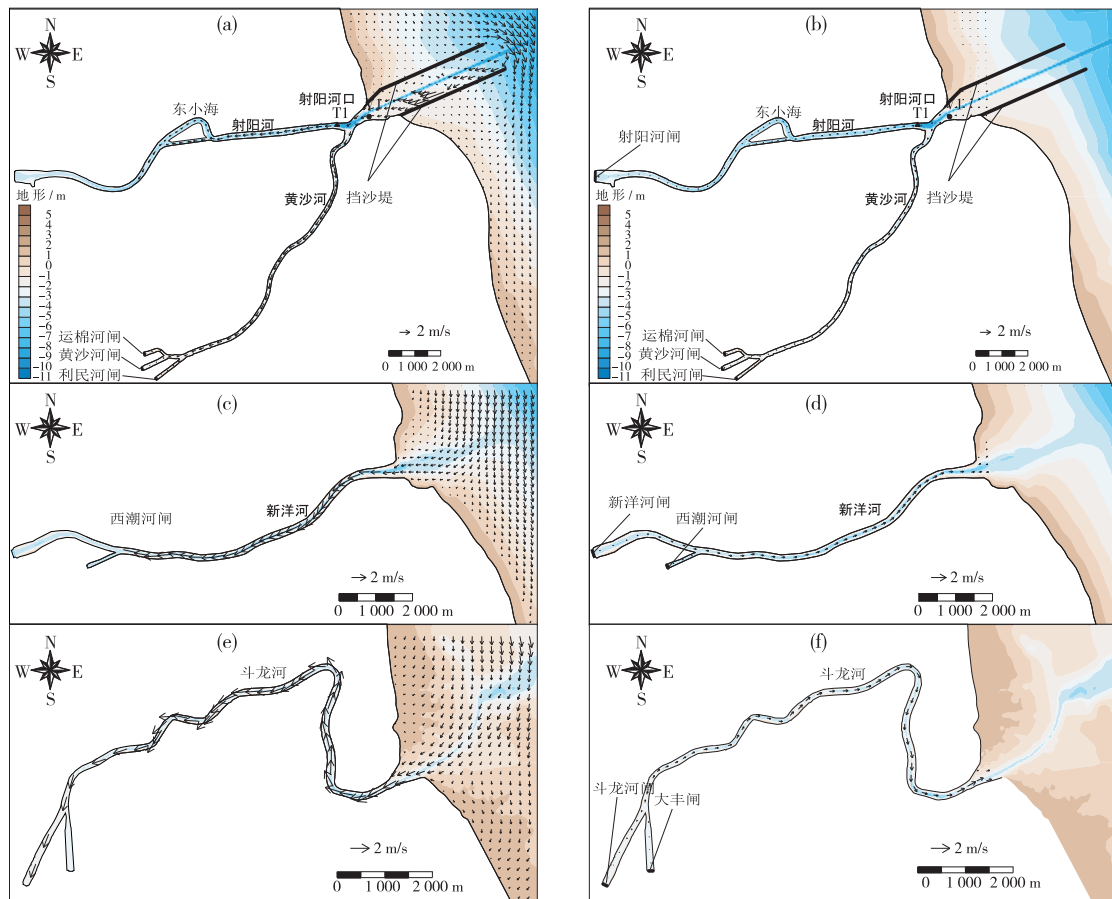 (a)
N
W
E
S
东小海
射阳河
射阳河口
T1
黄沙河
挡沙堤
地形/m
5
4
3
2
1
0
-1
-2
-3
-4
-5
-6
-7
-8
-9
-10
-11
运棉河闸
黄沙河闸
利民河闸
2 m/s
0 1 000 2 000 m
(b)
N
W
E
S
东小海
射阳河
射阳河口
T1
射阳河闸
黄沙河
挡沙堤
地形/m
5
4
3
2
1
0
-1
-2
-3
-4
-5
-6
-7
-8
-9
-10
-11
运棉河闸
黄沙河闸
利民河闸
2 m/s
0 1 000 2 000 m
(c)
N
W
E
S
西潮河闸
新洋河
2 m/s
0 1 000 2 000 m
(d)
N
W
E
S
新洋河闸
西潮河闸
新洋河
2 m/s
0 1 000 2 000 m
(e)
N
W
E
S
斗龙河
2 m/s
0 1 000 2 000 m
(f)
N
W
E
S
斗龙河
斗龙河闸
大丰闸
2 m/s
0 1 000 2 000 m